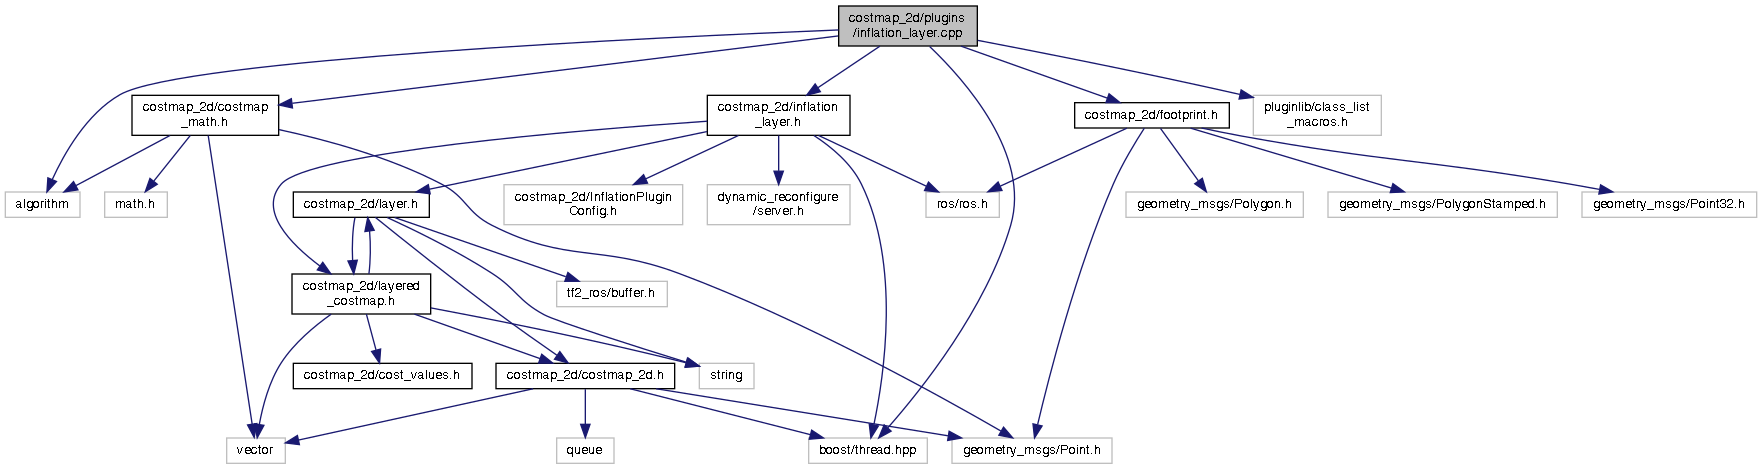 costmap_2d/plugins
/inflation_layer.cpp
costmap_2d/costmap
_math.h
costmap_2d/inflation
_layer.h
costmap_2d/footprint.h
pluginlib/class_list
_macros.h
algorithm
math.h
costmap_2d/layer.h
costmap_2d/InflationPlugin
Config.h
dynamic_reconfigure
/server.h
ros/ros.h
geometry_msgs/Polygon.h
geometry_msgs/PolygonStamped.h
geometry_msgs/Point32.h
costmap_2d/layered
_costmap.h
tf2_ros/buffer.h
costmap_2d/cost_values.h
costmap_2d/costmap_2d.h
string
vector
queue
boost/thread.hpp
geometry_msgs/Point.h